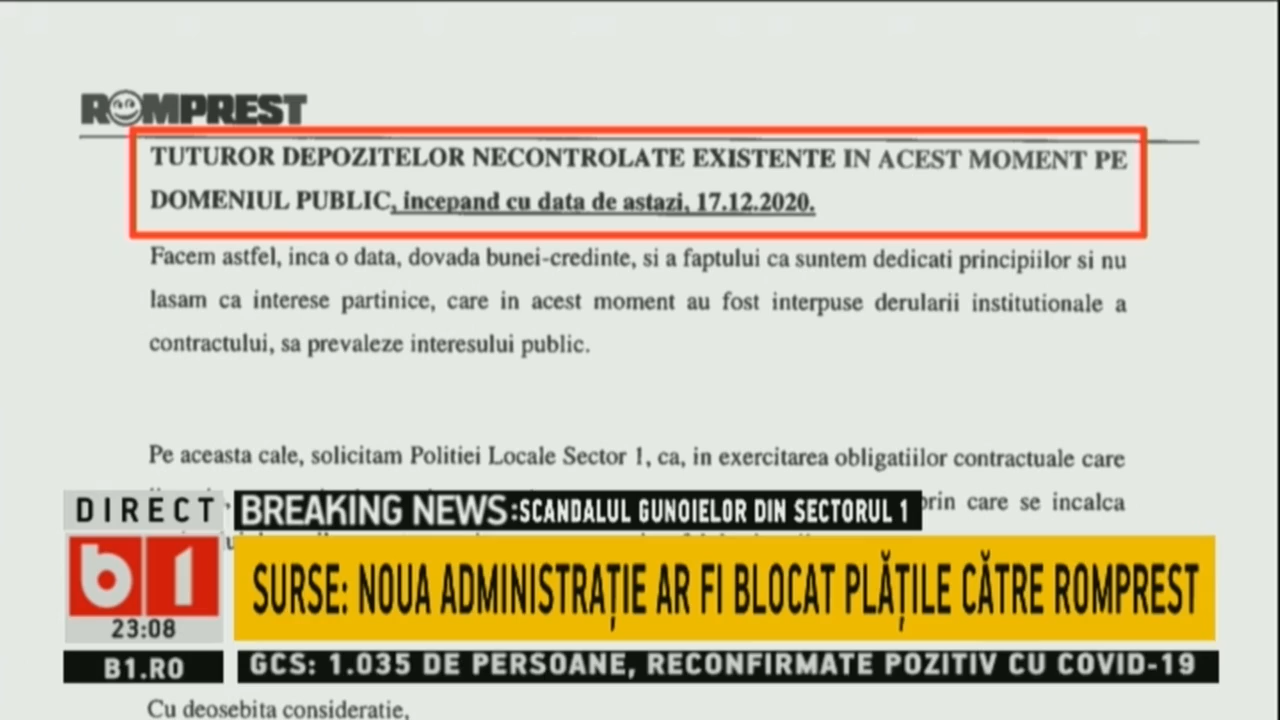 ROMPREST
TUTUROR DEPOZITELOR NECONTROLATE EXISTENTE IN ACEST MOMENT PE
DOMENIUL PUBLIC, incepand cu data de astazi, 17.12.2020.
Facem astfel, inca o data, dovada bunei-credinte, si a faptului ca suntem dedicati principiilor si nu
lasam ca interese partinice, care in acest moment au fost interpuse derularii institutionale a
contractului, sa prevaleze interesului public.
Pe aceasta cale, solicitam Politiei Locale Sector 1, ca, in exercitarea obligatiilor contractuale care
prin care se incalca
DIRECT
BREAKING NEWS:SCANDALUL GUNOIELOR DIN SECTORUL 1
b1
SURSE: NOUA ADMINISTRAȚIE AR FI BLOCAT PLĂȚILE CĂTRE ROMPREST
23:08
B1.RO
GCS: 1.035 DE PERSOANE, RECONFIRMATE POZITIV CU COVID-19
Cu deosebita consideratie,